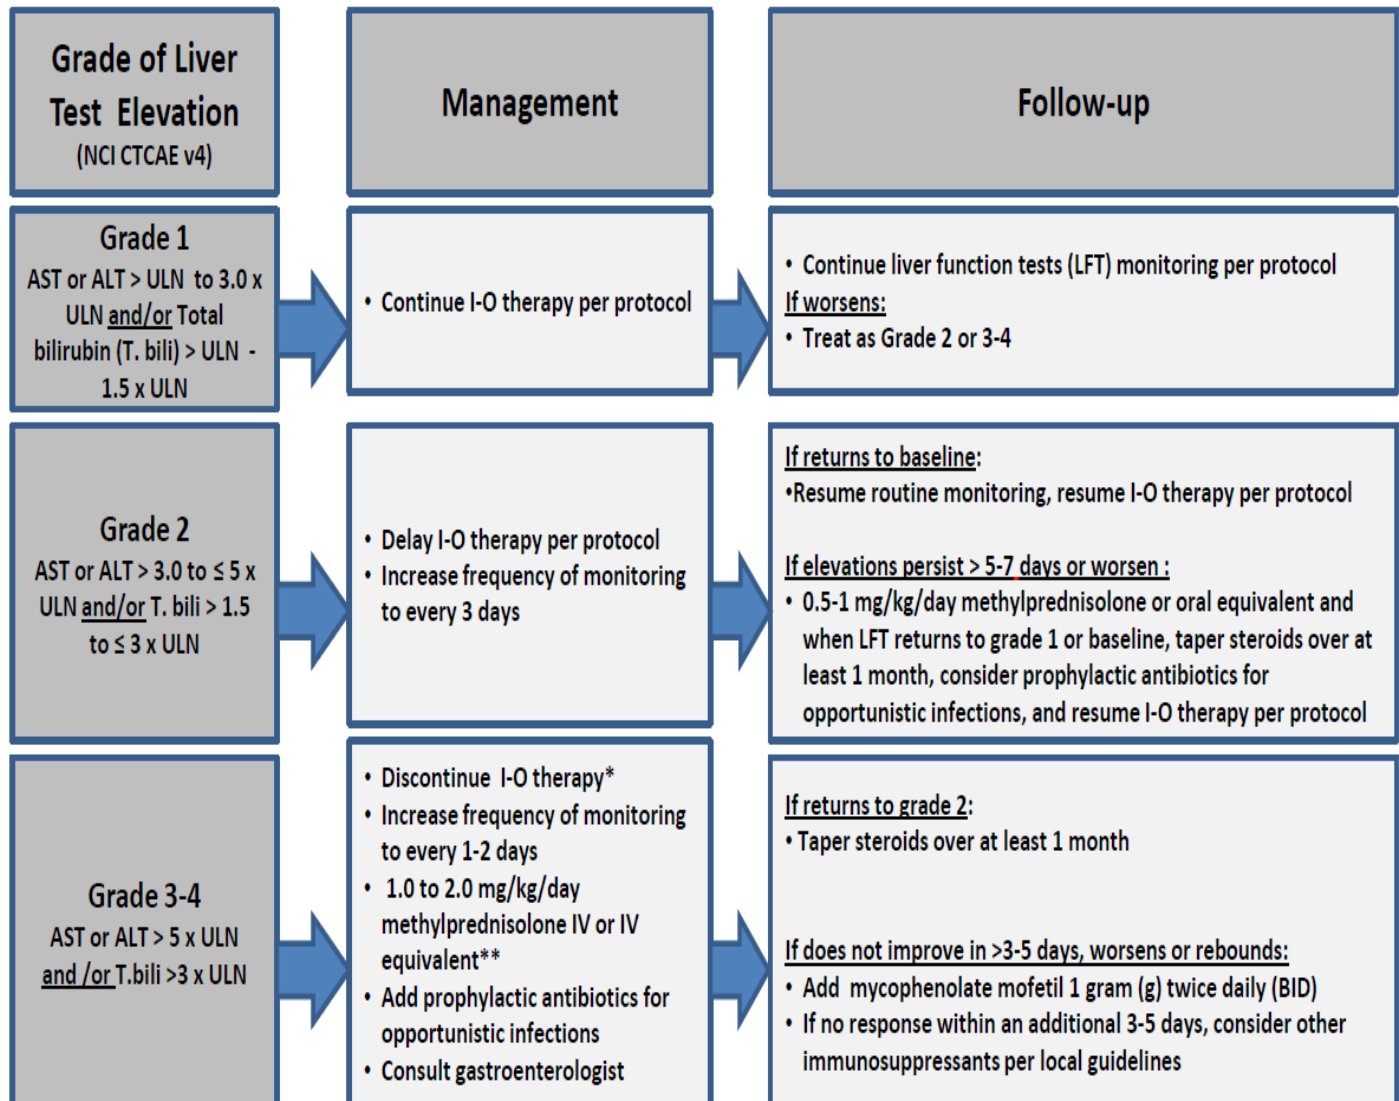 Grade of Liver
Test Elevation
(NCI CTCAE v4)
Management
Follow-up
Grade 1
AST or ALT > ULN to 3.0 x
ULN and/or Total
bilirubin (T. bili) > ULN -
1.5 x ULN
• Continue I-O therapy per protocol
• Continue liver function tests (LFT) monitoring per protocol
If worsens:
• Treat as Grade 2 or 3-4
Grade 2
AST or ALT > 3.0 to ≤ 5 x
ULN and/or T. bili > 1.5
to ≤ 3 x ULN
• Delay I-O therapy per protocol
• Increase frequency of monitoring
to every 3 days
If returns to baseline:
•Resume routine monitoring, resume I-O therapy per protocol
If elevations persist > 5-7 days or worsen :
• 0.5-1 mg/kg/day methylprednisolone or oral equivalent and
when LFT returns to grade 1 or baseline, taper steroids over at
least 1 month, consider prophylactic antibiotics for
opportunistic infections, and resume I-O therapy per protocol
Grade 3-4
AST or ALT > 5 x ULN
and /or T.bili >3 x ULN
• Discontinue I-O therapy*
• Increase frequency of monitoring
to every 1-2 days
• 1.0 to 2.0 mg/kg/day
methylprednisolone IV or IV
equivalent**
• Add prophylactic antibiotics for
opportunistic infections
• Consult gastroenterologist
If returns to grade 2:
• Taper steroids over at least 1 month
If does not improve in >3-5 days, worsens or rebounds:
• Add mycophenolate mofetil 1 gram (g) twice daily (BID)
• If no response within an additional 3-5 days, consider other
immunosuppressants per local guidelines